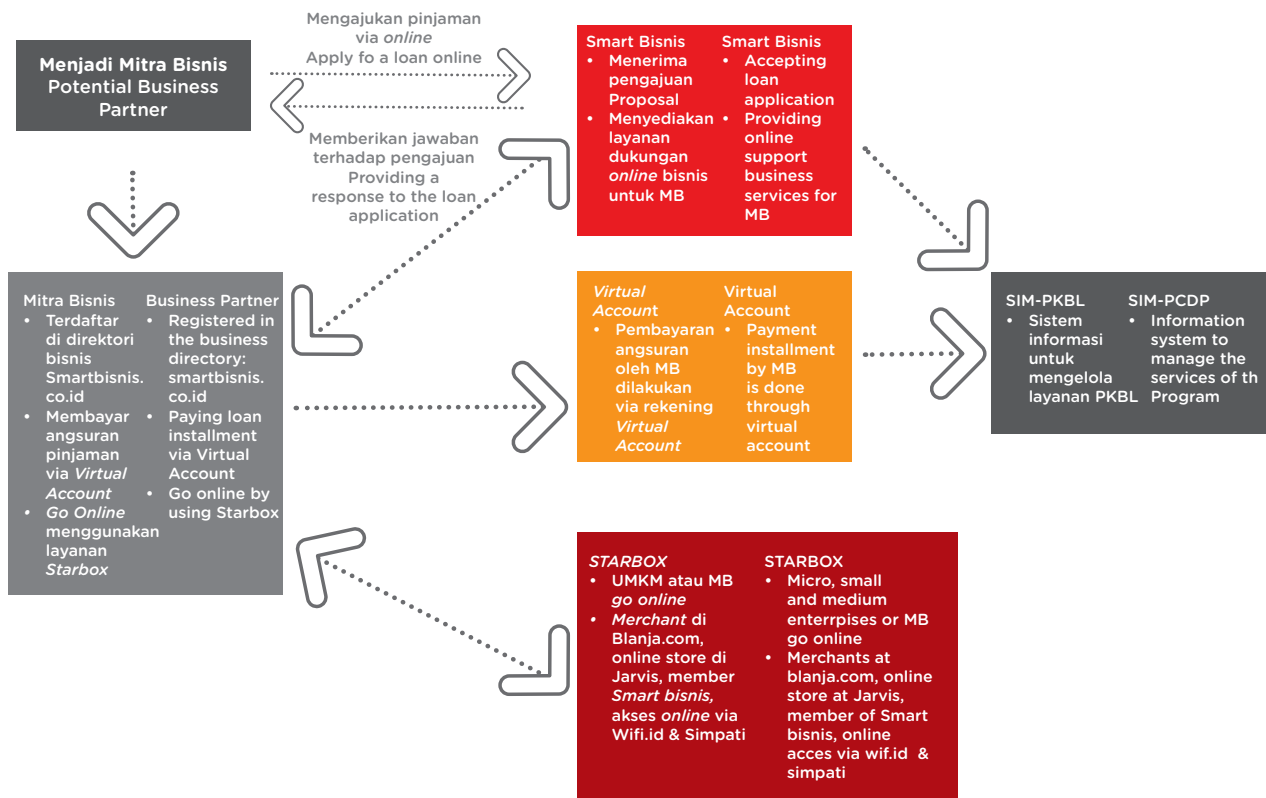 Mengajukan pinjaman
via online
Apply fo a loan online
Menjadi Mitra Bisnis
Potential Business
Partner
Memberikan jawaban
terhadap pengajuan
Providing a
response to the loan
application
Smart Bisnis
• Menerima
pengajuan
Proposal
• Menyediakan
layanan
dukungan
online bisnis
untuk MB
Smart Bisnis
• Accepting
loan
application
• Providing
online
support
business
services for
MB
Mitra Bisnis
• Terdaftar
di direktori
bisnis
Smartbisnis.
co.id
• Membayar
angsuran
pinjaman
via Virtual
Account
• Go Online
menggunakan
layanan
Starbox
Business Partner
• Registered in
the business
directory:
smartbisnis.
co.id
• Paying loan
installment
via Virtual
Account
• Go online by
using Starbox
Virtual
Account
• Pembayaran
angsuran
oleh MB
dilakukan
via rekening
Virtual
Account
Virtual
Account
• Payment
installment
by MB
is done
through
virtual
account
SIM-PKBL
• Sistem
informasi
untuk
mengelola
layanan PKBL
SIM-PCDP
• Information
system to
manage the
services of th
Program
STARBOX
• UMKM atau MB
go online
• Merchant di
Blanja.com,
online store di
Jarvis, member
Smart bisnis,
akses online via
Wifi.id & Simpati
STARBOX
• Micro, small
and medium
enterrpises or MB
go online
• Merchants at
blanja.com, online
store at Jarvis,
member of Smart
bisnis, online
acces via wif.id &
simpati